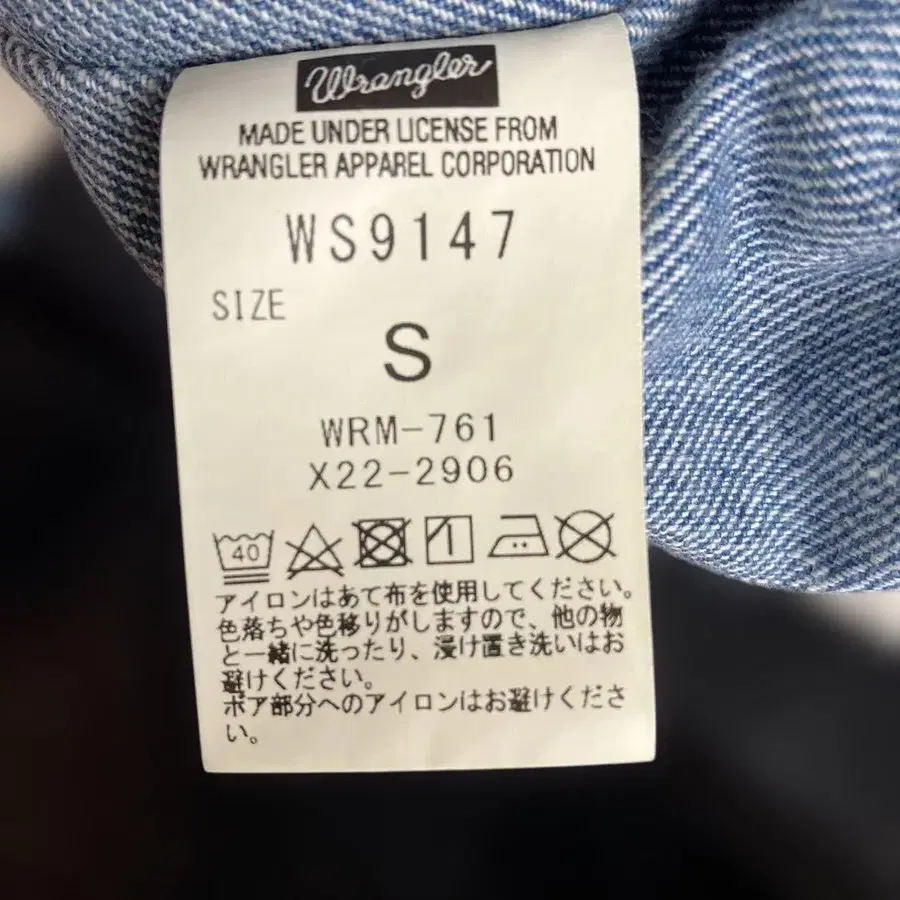 Wrangler
MADE UNDER LICENSE FROM
WRANGLER APPAREL CORPORATION
WS9147
SIZE
S
WRM-761
X22-2906
40
アイロンはあて布を使用してください。
色落ちや色移りがしますので、他の物
と一緒に洗ったり、浸け置き洗いはお
避けください。
ボア部分へのアイロンはお避けくださ
い。